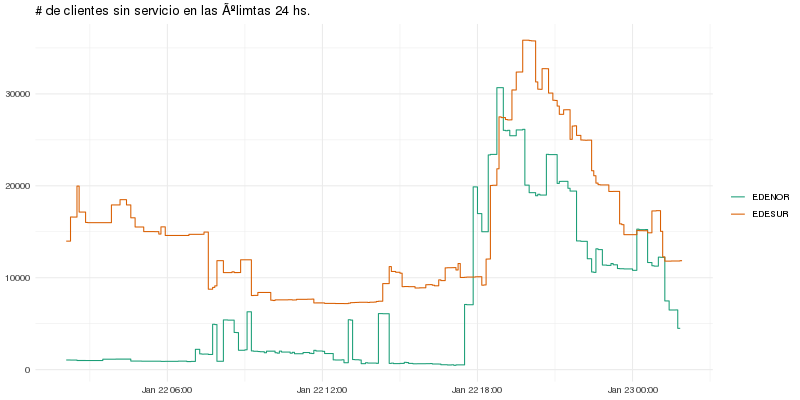 # de clientes sin servicio en las Ãºlimtas 24 hs.
30000
20000
10000
0
Jan 22 06:00
Jan 22 12:00
Jan 22 18:00
Jan 23 00:00
EDENOR
EDESUR